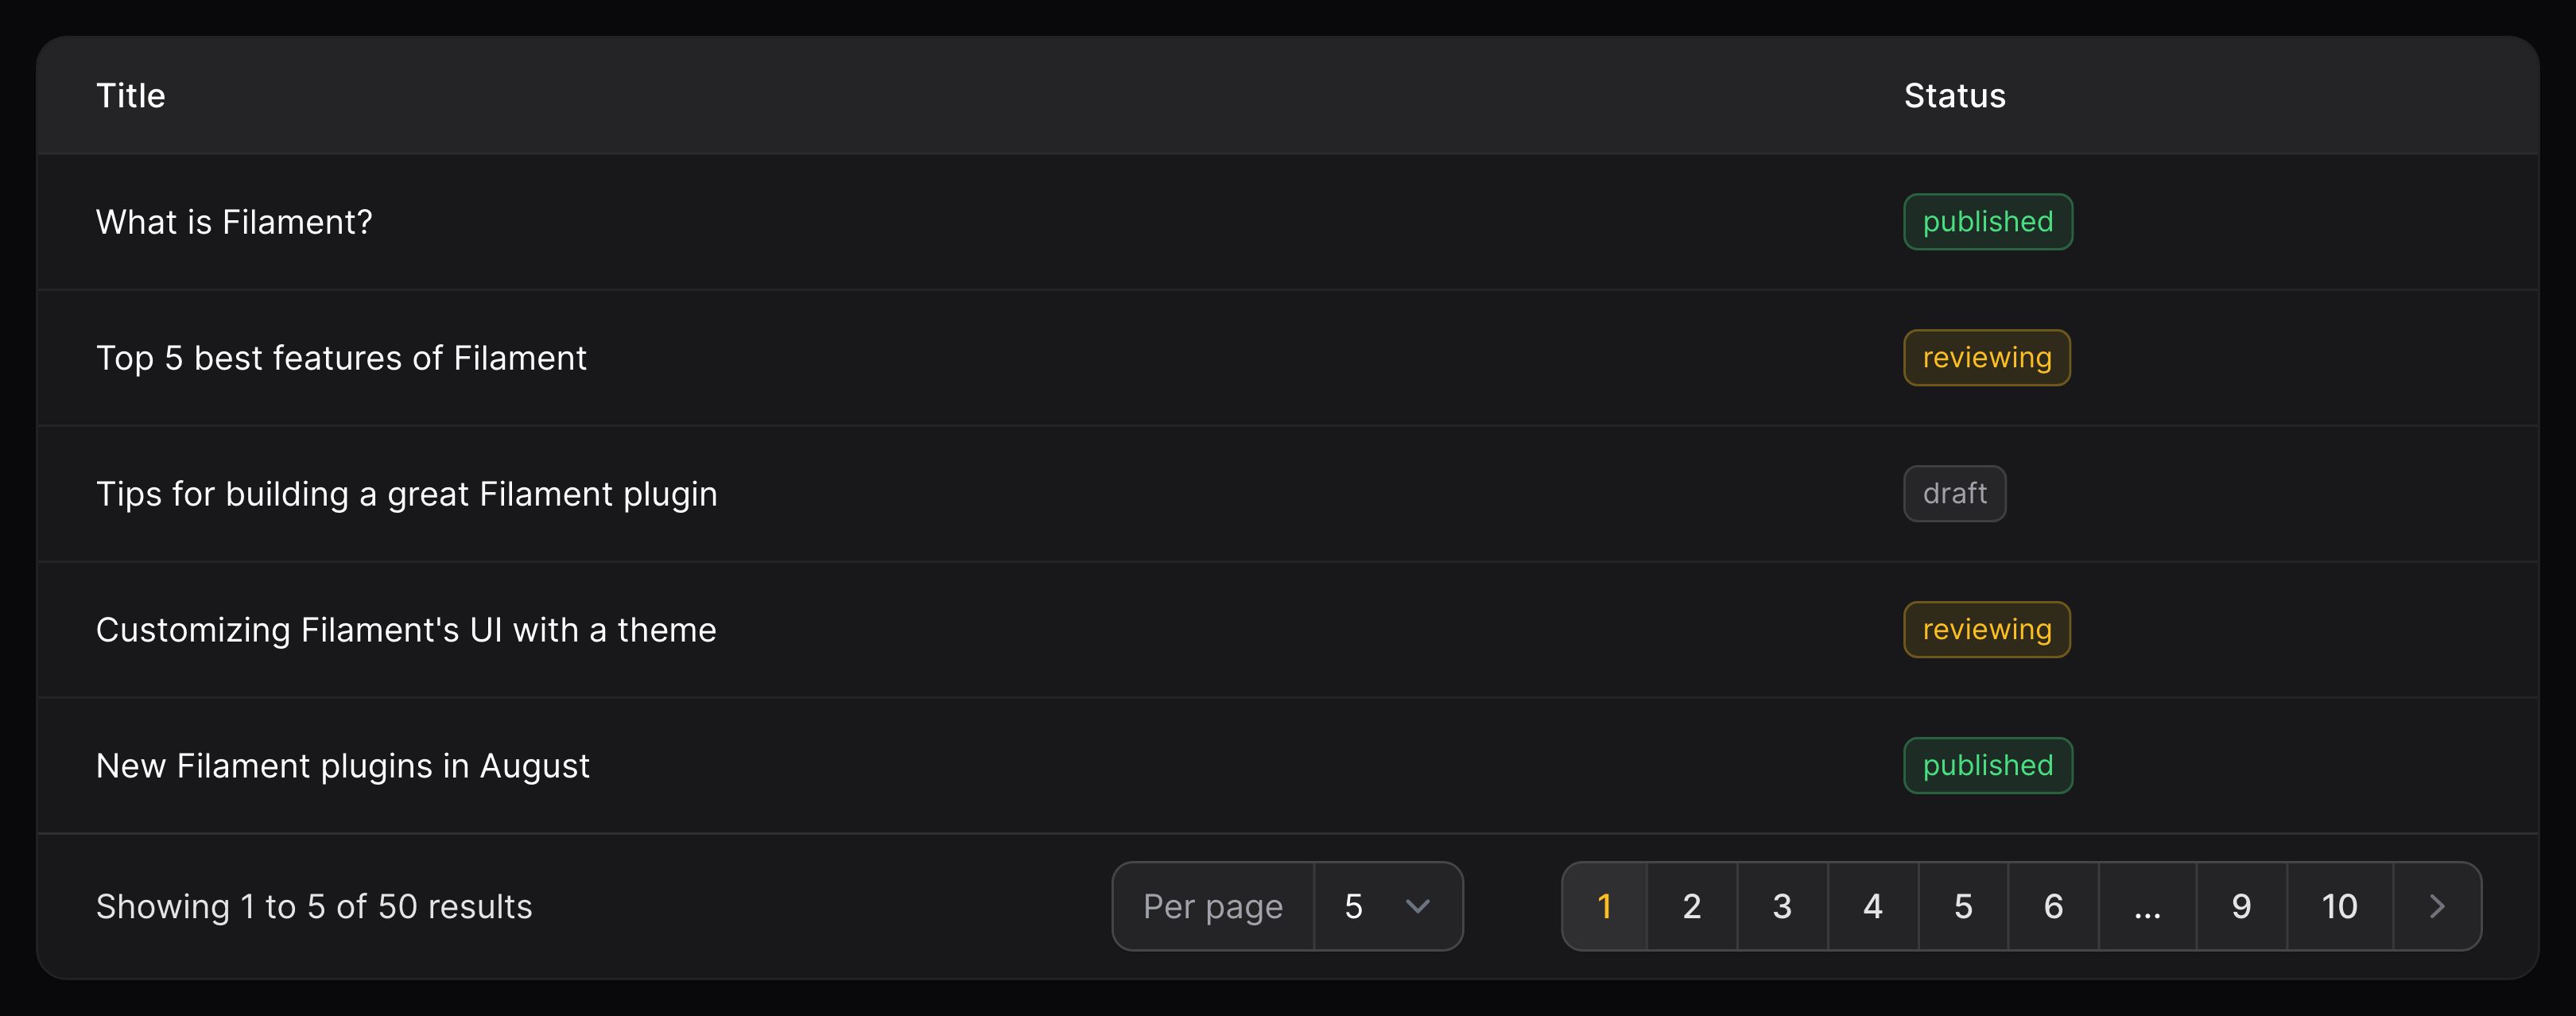 Title Status
What is Filament? published
Top 5 best features of Filament reviewing
Tips for building a great Filament plugin draft
Customizing Filament's UI with a theme reviewing
New Filament plugins in August published
Showing 1 to 5 of 50 results Per page 5 1 2 3 4 5 6 ... 9 10